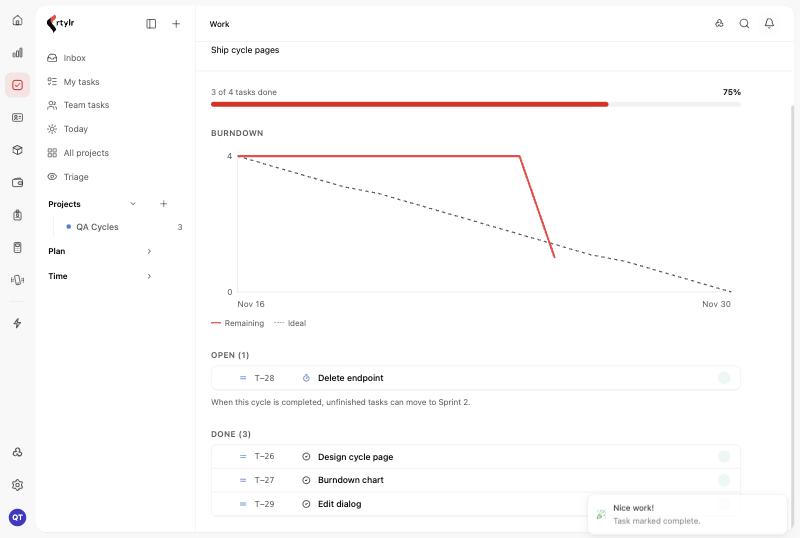 rtylr
Work
Ship cycle pages
Inbox
My tasks
Team tasks
Today
All projects
Triage
Projects
QA Cycles 3
Plan
Time
QT
3 of 4 tasks done 75%
BURNDOWN
4
0
Nov 16 Nov 30
Remaining Ideal
OPEN (1)
T-28 Delete endpoint
When this cycle is completed, unfinished tasks can move to Sprint 2.
DONE (3)
T-26 Design cycle page
T-27 Burndown chart
T-29 Edit dialog
Nice work!
Task marked complete.